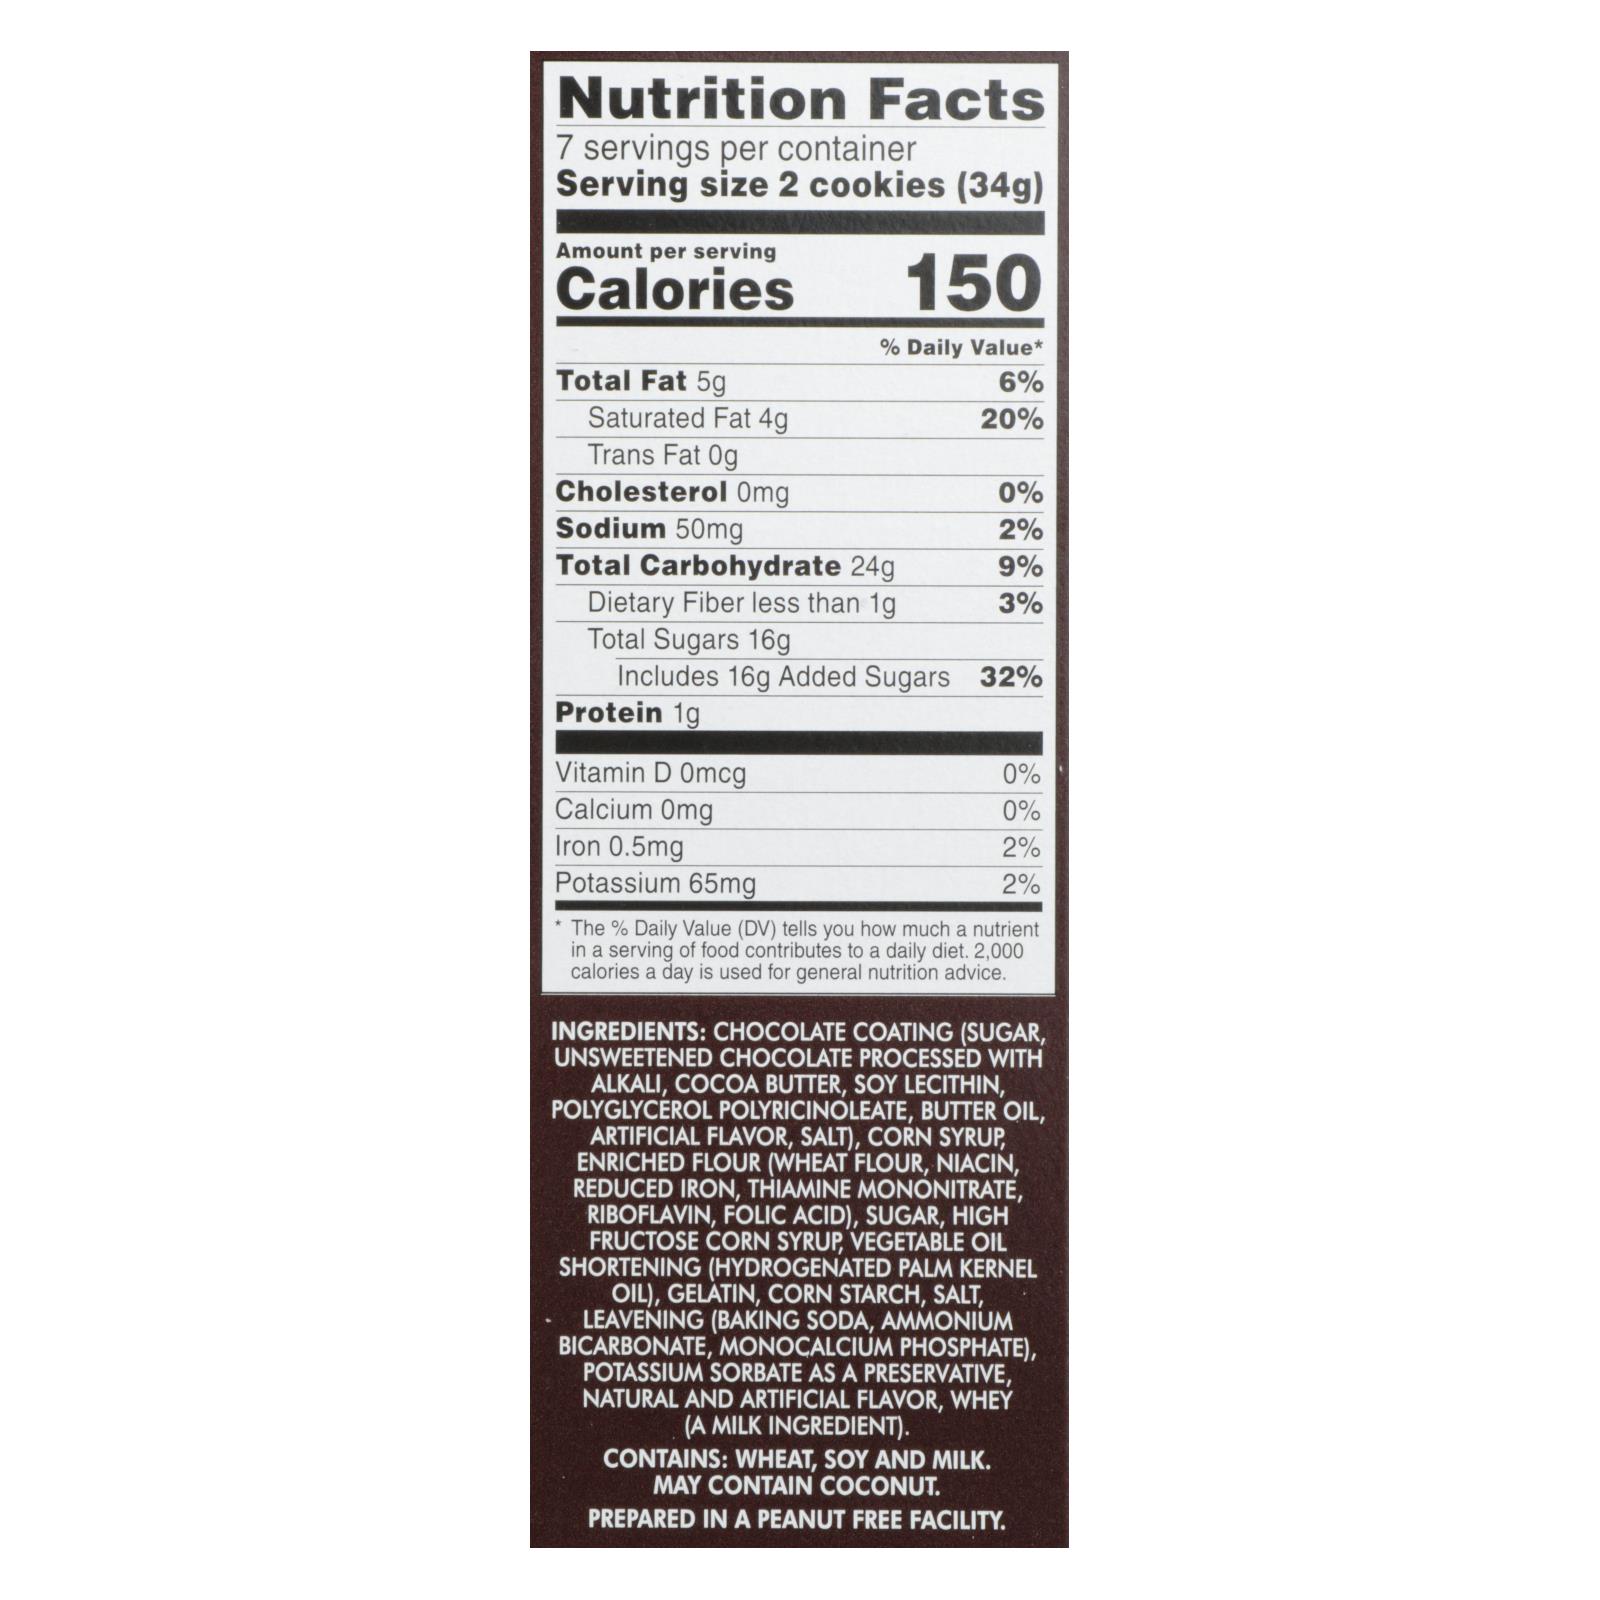 Nutrition Facts
7 servings per container
Serving size 2 cookies (34g)
Amount per serving
Calories 150
% Daily Value*
Total Fat 5g 6%
Saturated Fat 4g 20%
Trans Fat 0g
Cholesterol 0mg 0%
Sodium 50mg 2%
Total Carbohydrate 24g 9%
Dietary Fiber less than 1g 3%
Total Sugars 16g
Includes 16g Added Sugars 32%
Protein 1g
Vitamin D 0mcg 0%
Calcium 0mg 0%
Iron 0.5mg 2%
Potassium 65mg 2%
* The % Daily Value (DV) tells you how much a nutrient
in a serving of food contributes to a daily diet. 2,000
calories a day is used for general nutrition advice.
INGREDIENTS: CHOCOLATE COATING (SUGAR,
UNSWEETENED CHOCOLATE PROCESSED WITH
ALKALI, COCOA BUTTER, SOY LECITHIN,
POLYGLYCEROL POLYRICINOLEATE, BUTTER OIL,
ARTIFICIAL FLAVOR, SALT), CORN SYRUP,
ENRICHED FLOUR (WHEAT FLOUR, NIACIN,
REDUCED IRON, THIAMINE MONONITRATE,
RIBOFLAVIN, FOLIC ACID), SUGAR, HIGH
FRUCTOSE CORN SYRUP, VEGETABLE OIL
SHORTENING (HYDROGENATED PALM KERNEL
OIL), GELATIN, CORN STARCH, SALT,
LEAVENING (BAKING SODA, AMMONIUM
BICARBONATE, MONOCALCIUM PHOSPHATE),
POTASSIUM SORBATE AS A PRESERVATIVE,
NATURAL AND ARTIFICIAL FLAVOR, WHEY
(A MILK INGREDIENT).
CONTAINS: WHEAT, SOY AND MILK.
MAY CONTAIN COCONUT.
PREPARED IN A PEANUT FREE FACILITY.